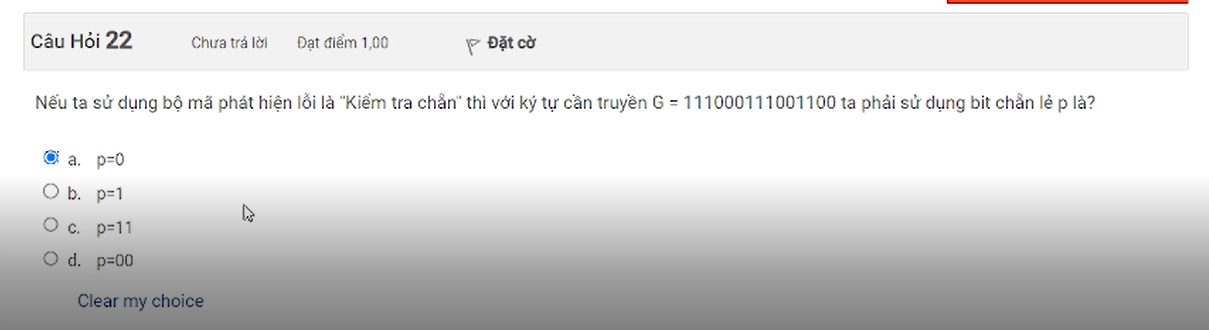 Câu Hỏi 22 Chưa trả lời Đạt điểm 1,00 Đặt cờ
Nếu ta sử dụng bộ mã phát hiện lỗi là "Kiểm tra chẵn" thì với ký tự cần truyền G = 111000111001100 ta phải sử dụng bit chẵn lẻ p là?
a. p=0
b. p=1
c. p=11
d. p=00
Clear my choice